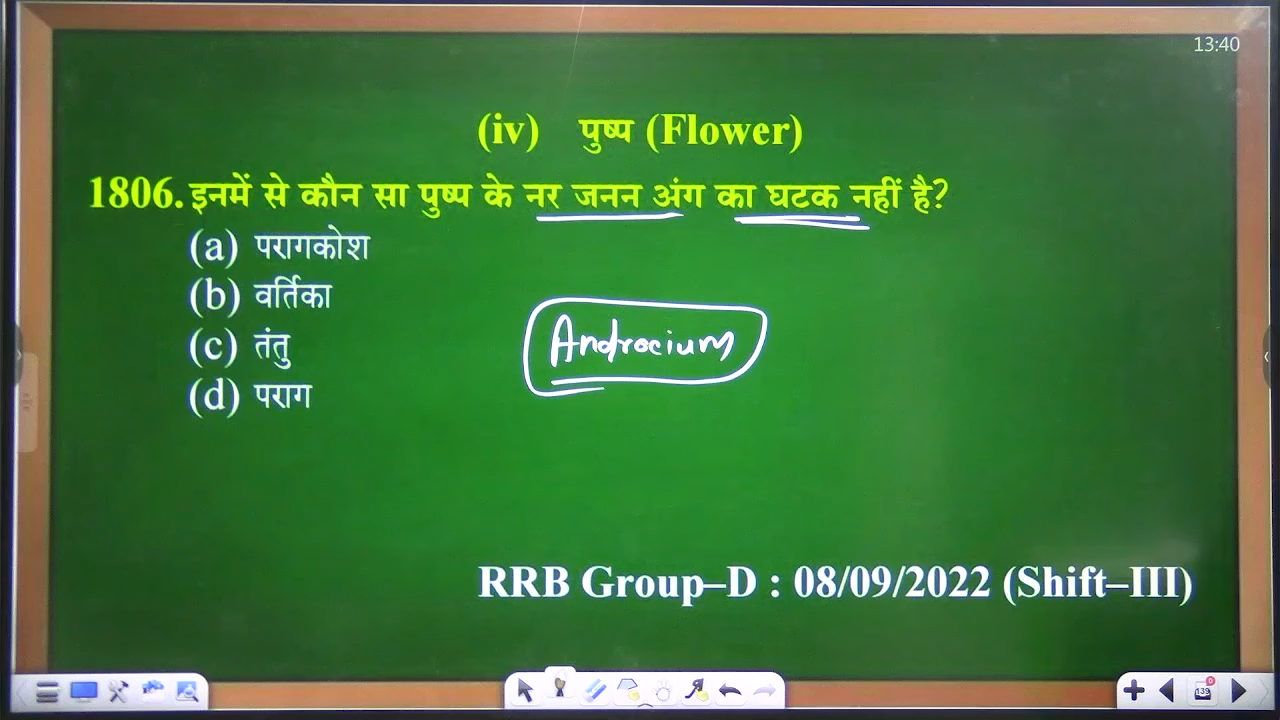 13:40
(iv) पुष्प (Flower)
1806. इनमें से कौन सा पुष्प के नर जनन अंग का घटक नहीं है?
(a) परागकोश
(b) वर्तिका
(c) तंतु
(d) पराग
Androcium
RRB Group–D : 08/09/2022 (Shift–III)
139